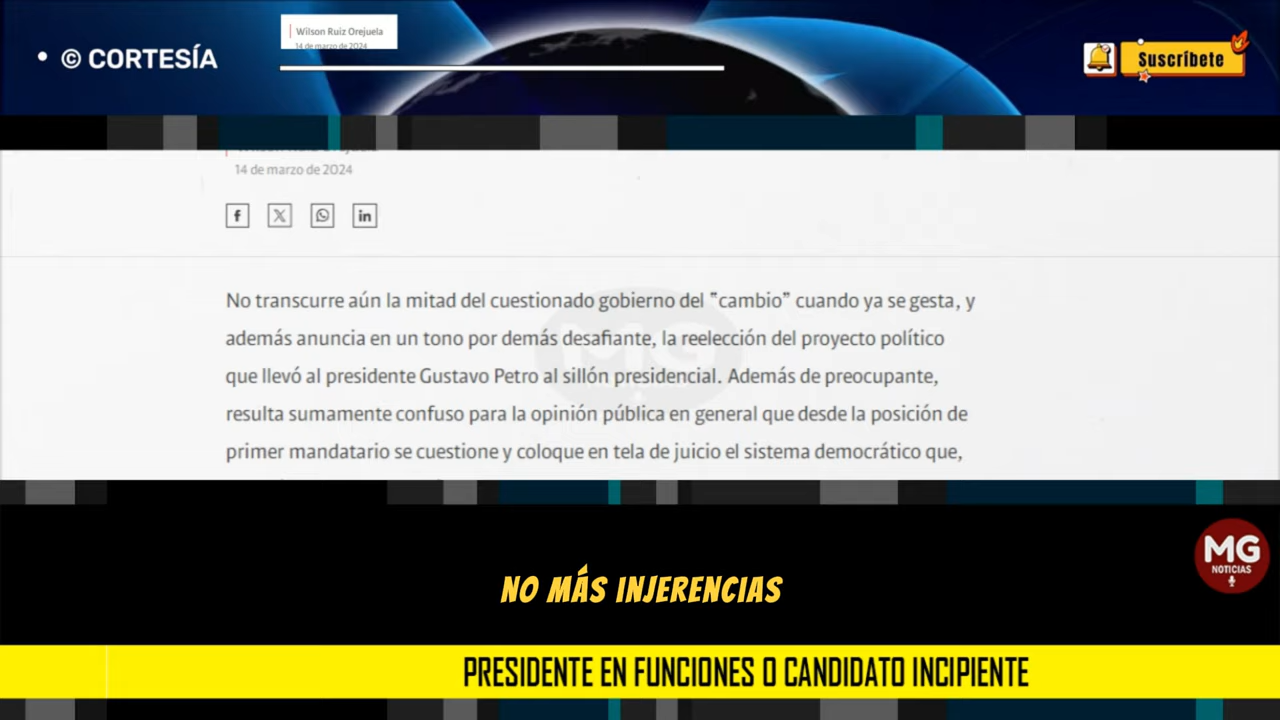 • © CORTESÍA
Wilson Ruiz Orejuela
14 de marzo de 2024
Suscríbete
Wilson Ruiz Orejuela
14 de marzo de 2024
No transcurre aún la mitad del cuestionado gobierno del “cambio” cuando ya se gesta, y
además anuncia en un tono por demás desafiante, la reelección del proyecto político
que llevó al presidente Gustavo Petro al sillón presidencial. Además de preocupante,
resulta sumamente confuso para la opinión pública en general que desde la posición de
primer mandatario se cuestione y coloque en tela de juicio el sistema democrático que,
MG
MG
NOTICIAS
NO MÁS INJERENCIAS
PRESIDENTE EN FUNCIONES O CANDIDATO INCIPIENTE